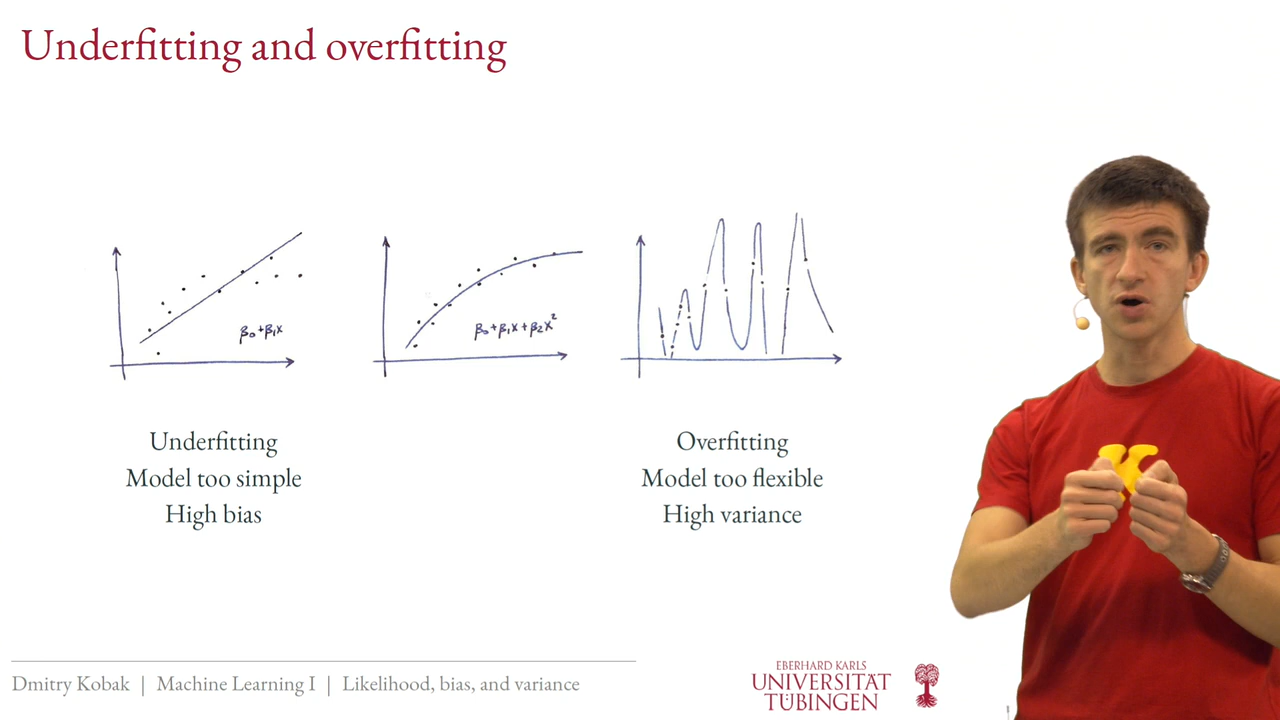 Underfitting and overfitting
β₀+β₁x
β₀+β₁x+β₂x²
Underfitting
Model too simple
High bias
Overfitting
Model too flexible
High variance
Dmitry Kobak | Machine Learning I | Likelihood, bias, and variance
EBERHARD KARLS
UNIVERSITÄT
TÜBINGEN